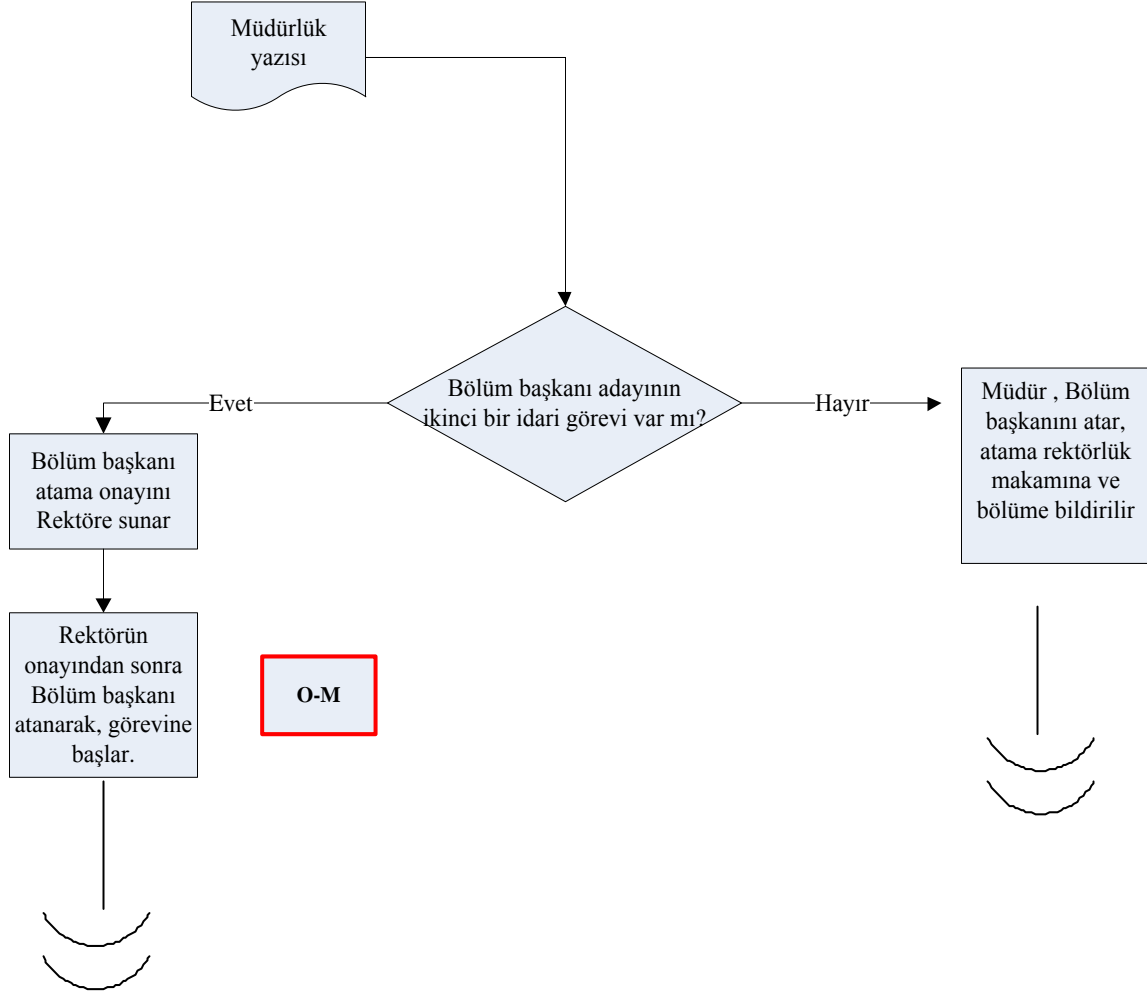 Müdürlük
yazısı
Bölüm başkanı adayının
ikinci bir idari görevi var mı?
Evet
Hayır
Bölüm başkanı
atama onayını
Rektöre sunar
Müdür , Bölüm
başkanını atar,
atama rektörlük
makamına ve
bölüme bildirilir
Rektörün
onayından sonra
Bölüm başkanı
atanarak, görevine
başlar.
O-M